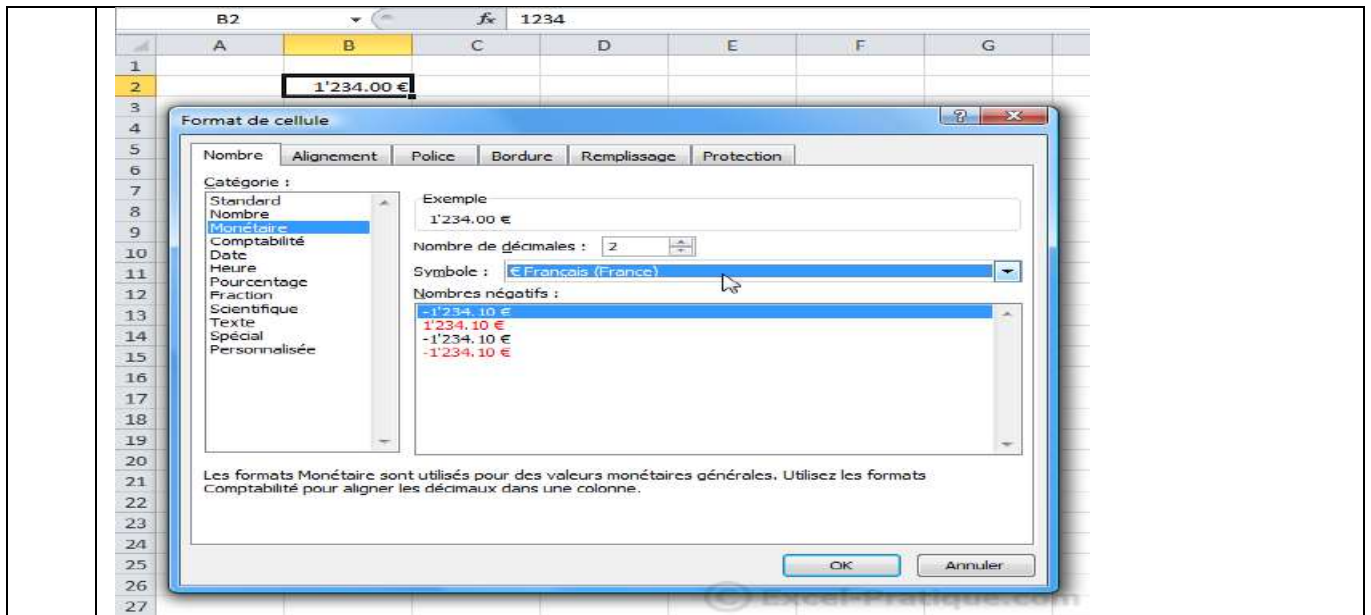 B2 fx 1234
A B C D E F G
1
2 1'234.00 €
3
4
5
6
7
8
9
10
11
12
13
14
15
16
17
18
19
20
21
22
23
24
25
26
27
Format de cellule
Nombre Alignement Police Bordure Remplissage Protection
Catégorie :
Standard
Nombre
Monétaire
Comptabilité
Date
Heure
Pourcentage
Fraction
Scientifique
Texte
Spécial
Personnalisée
Exemple
1'234.00 €
Nombre de décimales : 2
Symbole : € Français (France)
Nombres négatifs :
-1'234.10 €
1'234.10 €
-1'234.10 €
-1'234.10 €
Les formats Monétaire sont utilisés pour des valeurs monétaires générales. Utilisez les formats
Comptabilité pour aligner les décimaux dans une colonne.
OK Annuler
© Excel-Pratique.com